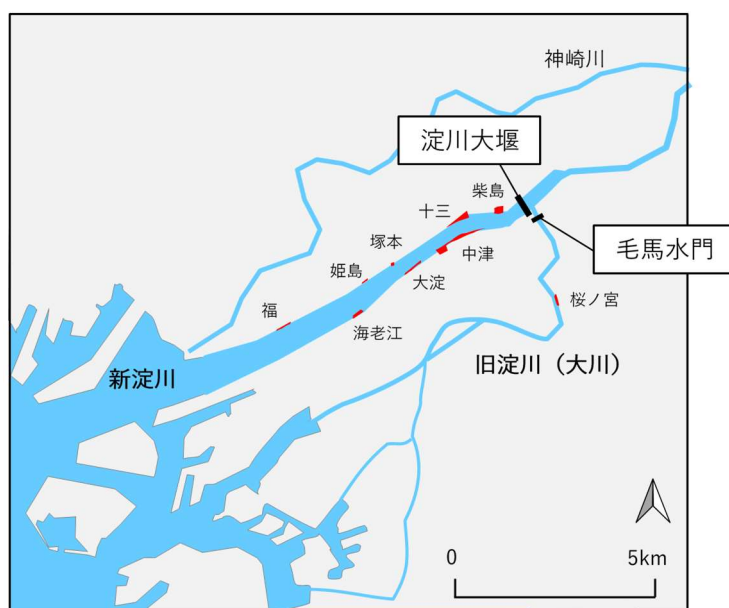 神崎川
淀川大堰
柴島
十三
毛馬水門
塚本
中津
姫島
大淀
桜ノ宮
福
海老江
旧淀川（大川）
新淀川
0
5km